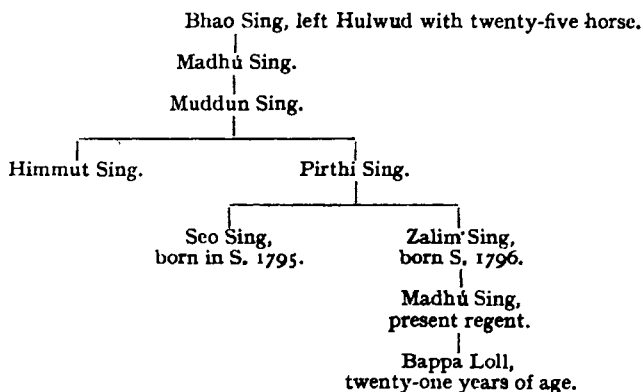 Bhao Sing, left Hulwud with twenty-five horse.
Madhú Sing.
Muddun Sing.
Himmut Sing. Pirthi Sing.
Seo Sing, Zalim Sing,
born in S. 1795. born S. 1796.
Madhú Sing,
present regent.
Bappa Loll,
twenty-one years of age.